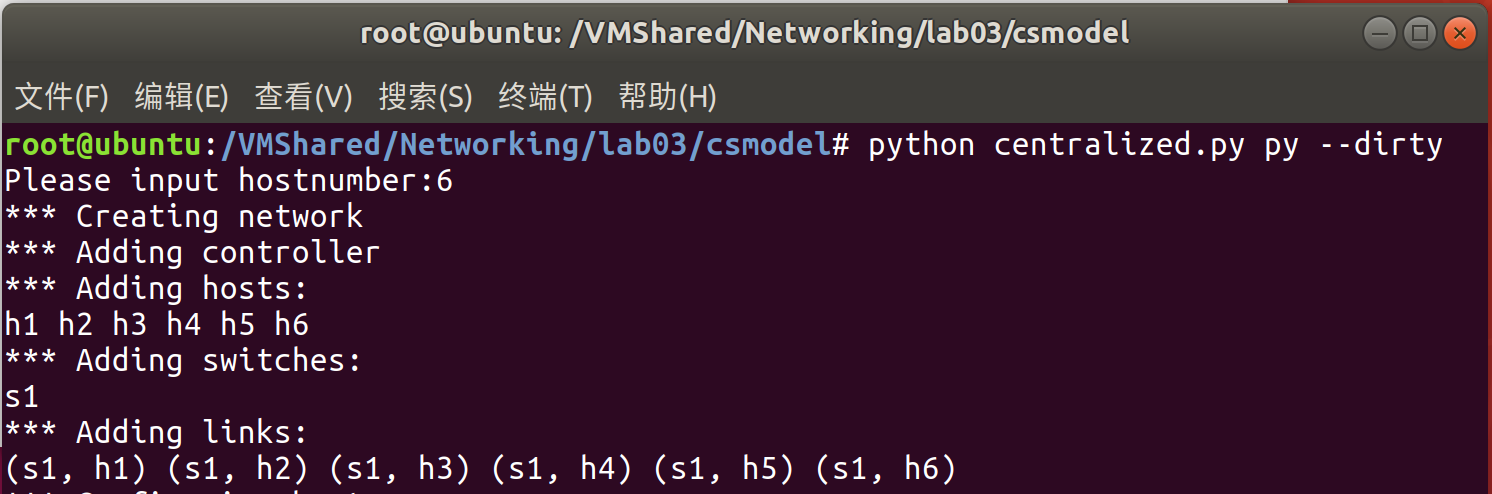 root@ubuntu: /VMShared/Networking/lab03/csmodel
文件(F) 编辑(E) 查看(V) 搜索(S) 终端(T) 帮助(H)
root@ubuntu:/VMShared/Networking/lab03/csmodel# python centralized.py py --dirty
Please input hostnumber:6
*** Creating network
*** Adding controller
*** Adding hosts:
h1 h2 h3 h4 h5 h6
*** Adding switches:
s1
*** Adding links:
(s1, h1) (s1, h2) (s1, h3) (s1, h4) (s1, h5) (s1, h6)